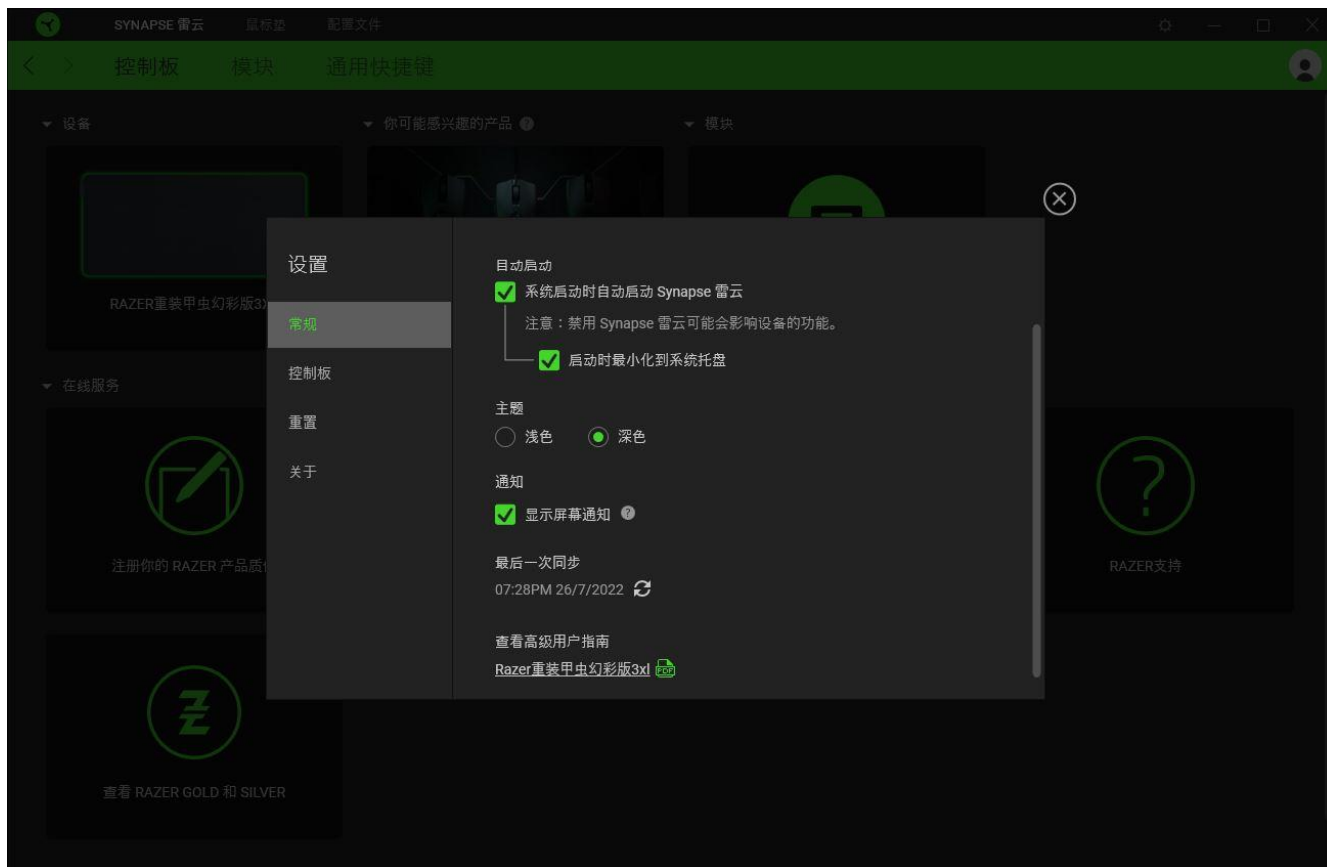 SYNAPSE 雷云 鼠标垫 配置文件
控制板 模块 通用快捷键
设备 你可能感兴趣的产品 模块
RAZER重装甲虫幻彩版3
设置
常规
控制板
重置
关于
自动启动
系统启动时自动启动 Synapse 雷云
注意：禁用 Synapse 雷云可能会影响设备的功能。
启动时最小化到系统托盘
主题
浅色 深色
通知
显示屏幕通知
最后一次同步
07:28PM 26/7/2022
查看高级用户指南
Razer重装甲虫幻彩版3xl PDF
在线服务
注册你的 RAZER 产品质
RAZER支持
查看 RAZER GOLD 和 SILVER